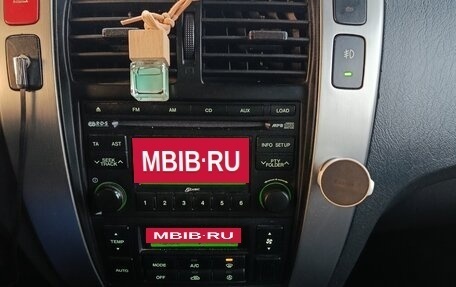 FM AM CD AUX LOAD
RDS MP3
TA AST INFO SETUP
MBIB·RU
SEEK TRACK PTY FOLDER
1 2 3 4 5 6
MBIB-RU
TEMP
MODE A/C
AUTO OFF